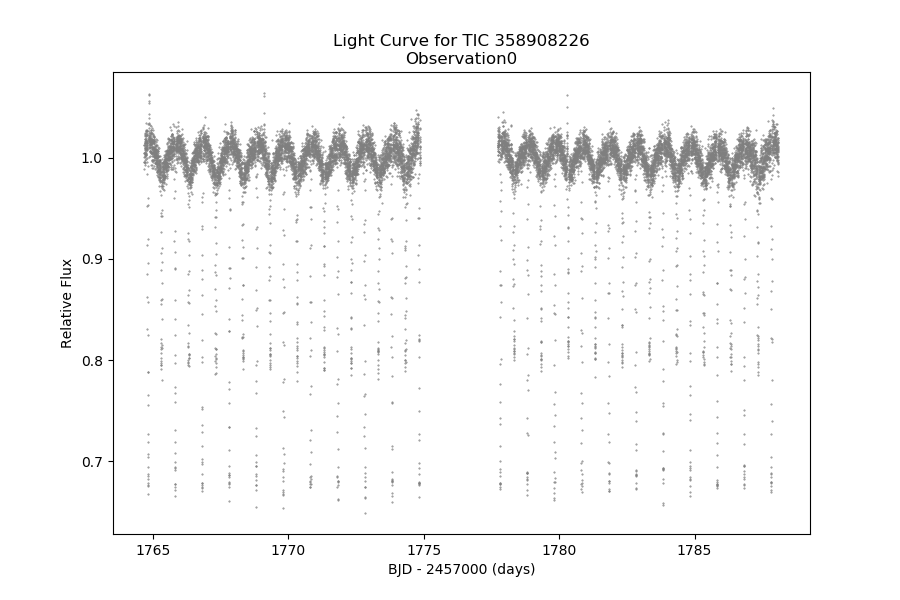 Light Curve for TIC 358908226
Observation0
1.0
0.9
0.8
0.7
Relative Flux
1765
1770
1775
1780
1785
BJD - 2457000 (days)